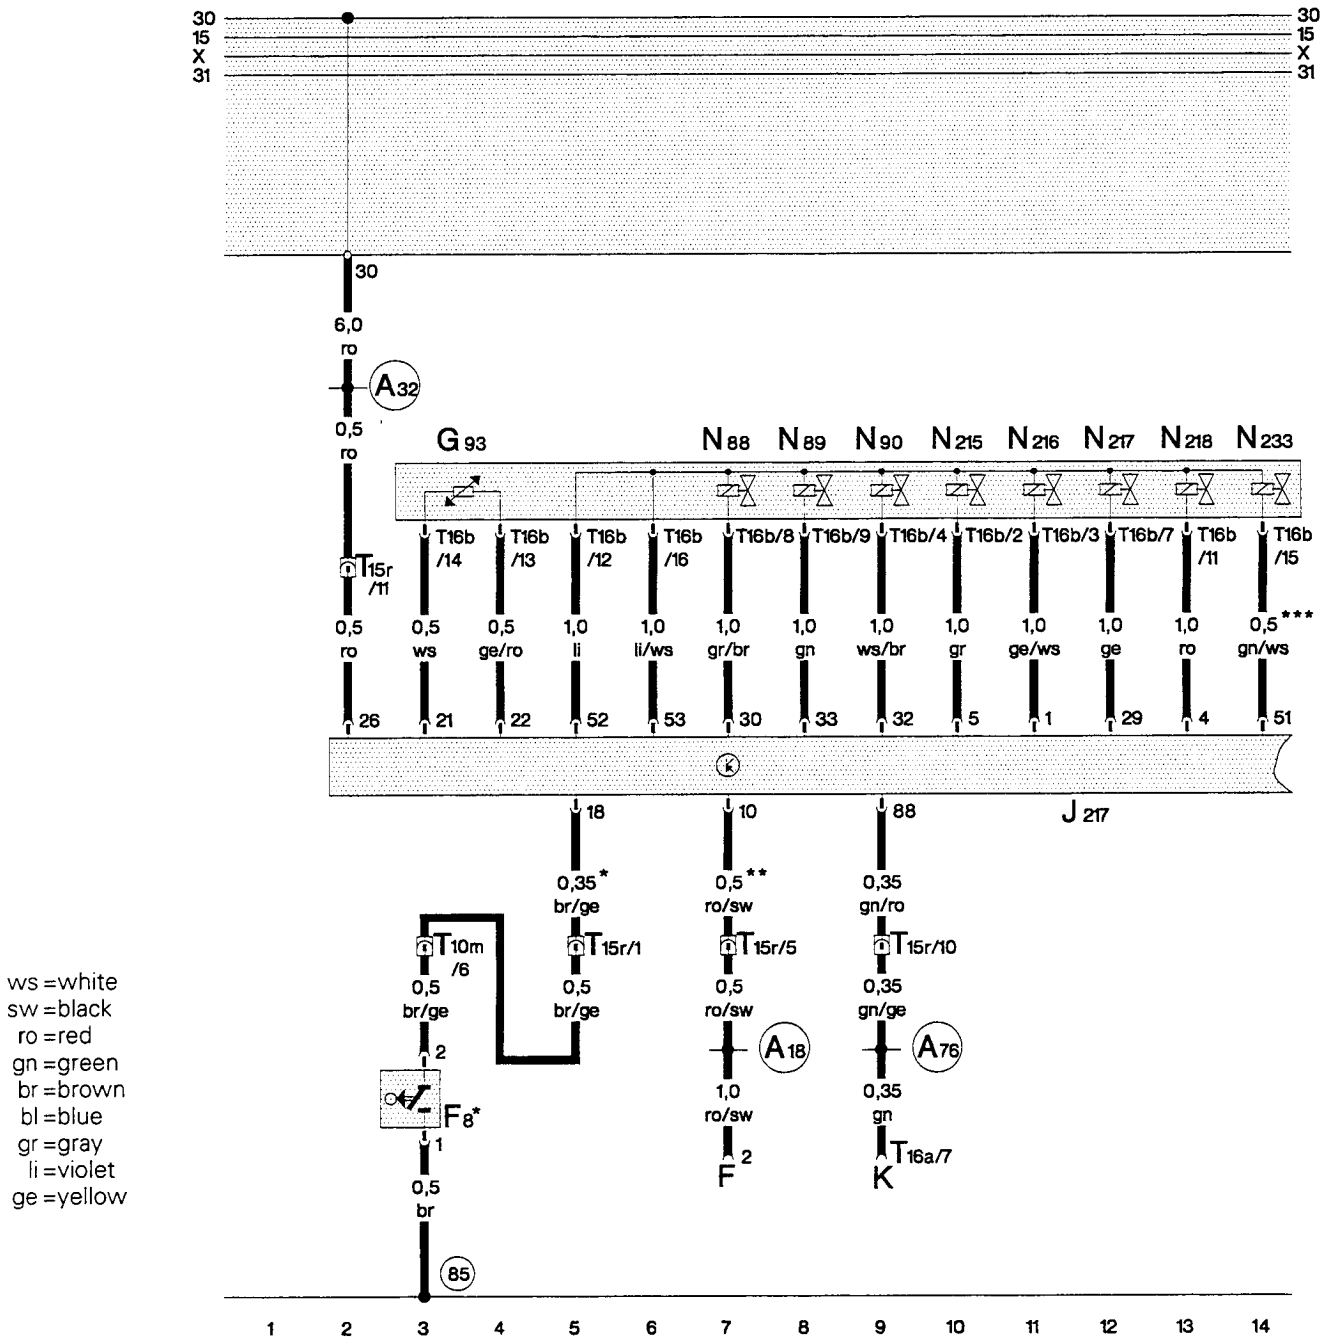 30 30
15 15
X X
31 31
30
6,0
ro
A32
0,5
ro
G93 N88 N89 N90 N215 N216 N217 N218 N233
T16b/14 T16b/13 T16b/12 T16b/16 T16b/8 T16b/9 T16b/4 T16b/2 T16b/3 T16b/7 T16b/11 T16b/15
T15r/11
0,5 0,5 0,5 1,0 1,0 1,0 1,0 1,0 1,0 1,0 1,0 1,0 0,5***
ro ws ge/ro li li/ws gr/br gn ws/br gr ge/ws ge ro gn/ws
26 21 22 52 53 30 33 32 5 1 29 4 51
18 10 88 J217
0,35* 0,5** 0,35
br/ge ro/sw gn/ro
T10m/6 T15r/1 T15r/5 T15r/10
0,5 0,5 0,5 0,35
br/ge br/ge ro/sw gn/ge
2 A18 A76
1,0 0,35
F8* ro/sw gn
1 F 2 K T16a/7
0,5
br
85
ws=white
sw=black
ro=red
gn=green
br=brown
bl=blue
gr=gray
li=violet
ge=yellow
1 2 3 4 5 6 7 8 9 10 11 12 13 14